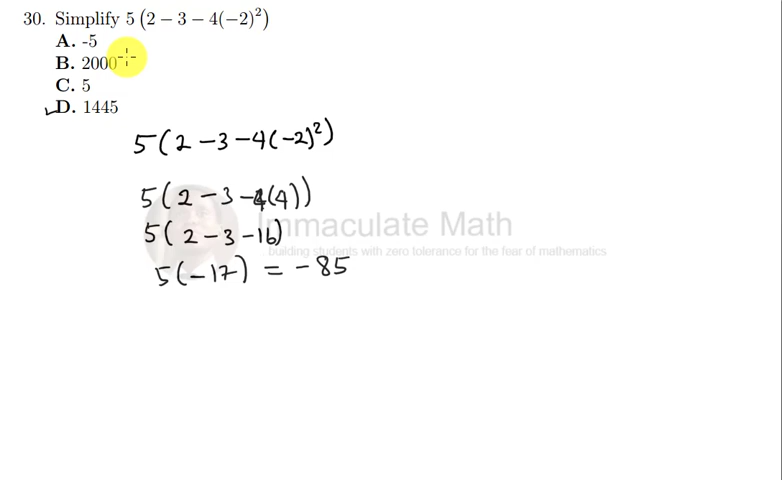 30. Simplify 5 (2 − 3 − 4(−2)²)
A. -5
B. 2000
C. 5
D. 1445
5(2 − 3 − 4(−2)²)
5(2 − 3 − 4(4))
5(2 − 3 − 16)
5(−17) = −85
Immaculate Math
building students with zero tolerance for the fear of mathematics